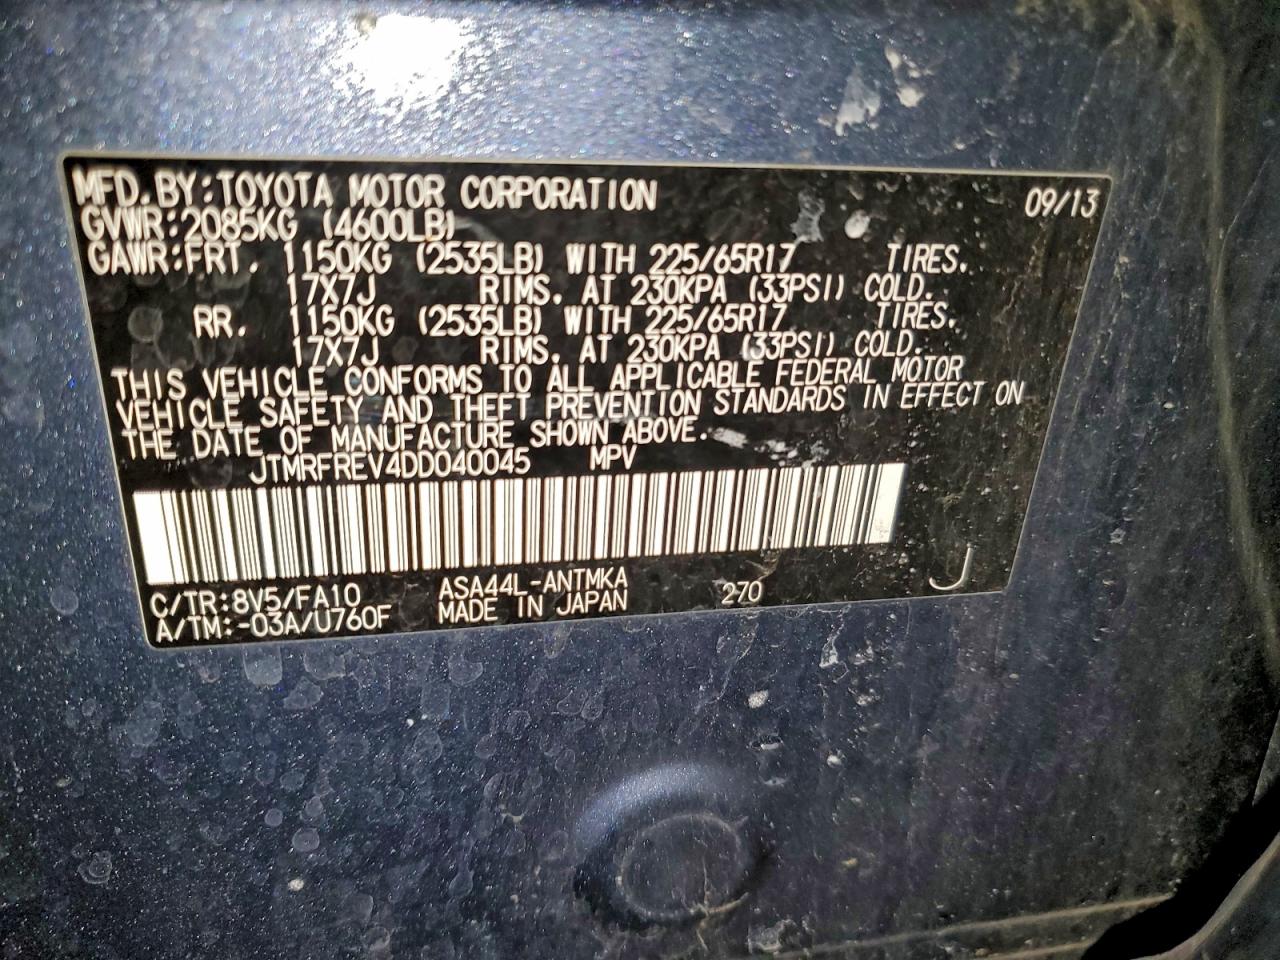 MFD. BY: TOYOTA MOTOR CORPORATION 09/13
GVWR: 2085KG (4600LB)
GAWR: FRT. 1150KG (2535LB) WITH 225/65R17 TIRES.
17X7J RIMS. AT 230KPA (33PSI) COLD.
RR. 1150KG (2535LB) WITH 225/65R17 TIRES.
17X7J RIMS. AT 230KPA (33PSI) COLD.
THIS VEHICLE CONFORMS TO ALL APPLICABLE FEDERAL MOTOR
VEHICLE SAFETY AND THEFT PREVENTION STANDARDS IN EFFECT ON
THE DATE OF MANUFACTURE SHOWN ABOVE.
JTMRFREV4DD040045 MPV
C/TR: 8V5/FA10 ASA44L-ANTMKA 270 J
A/TM: -03A/U760F MADE IN JAPAN